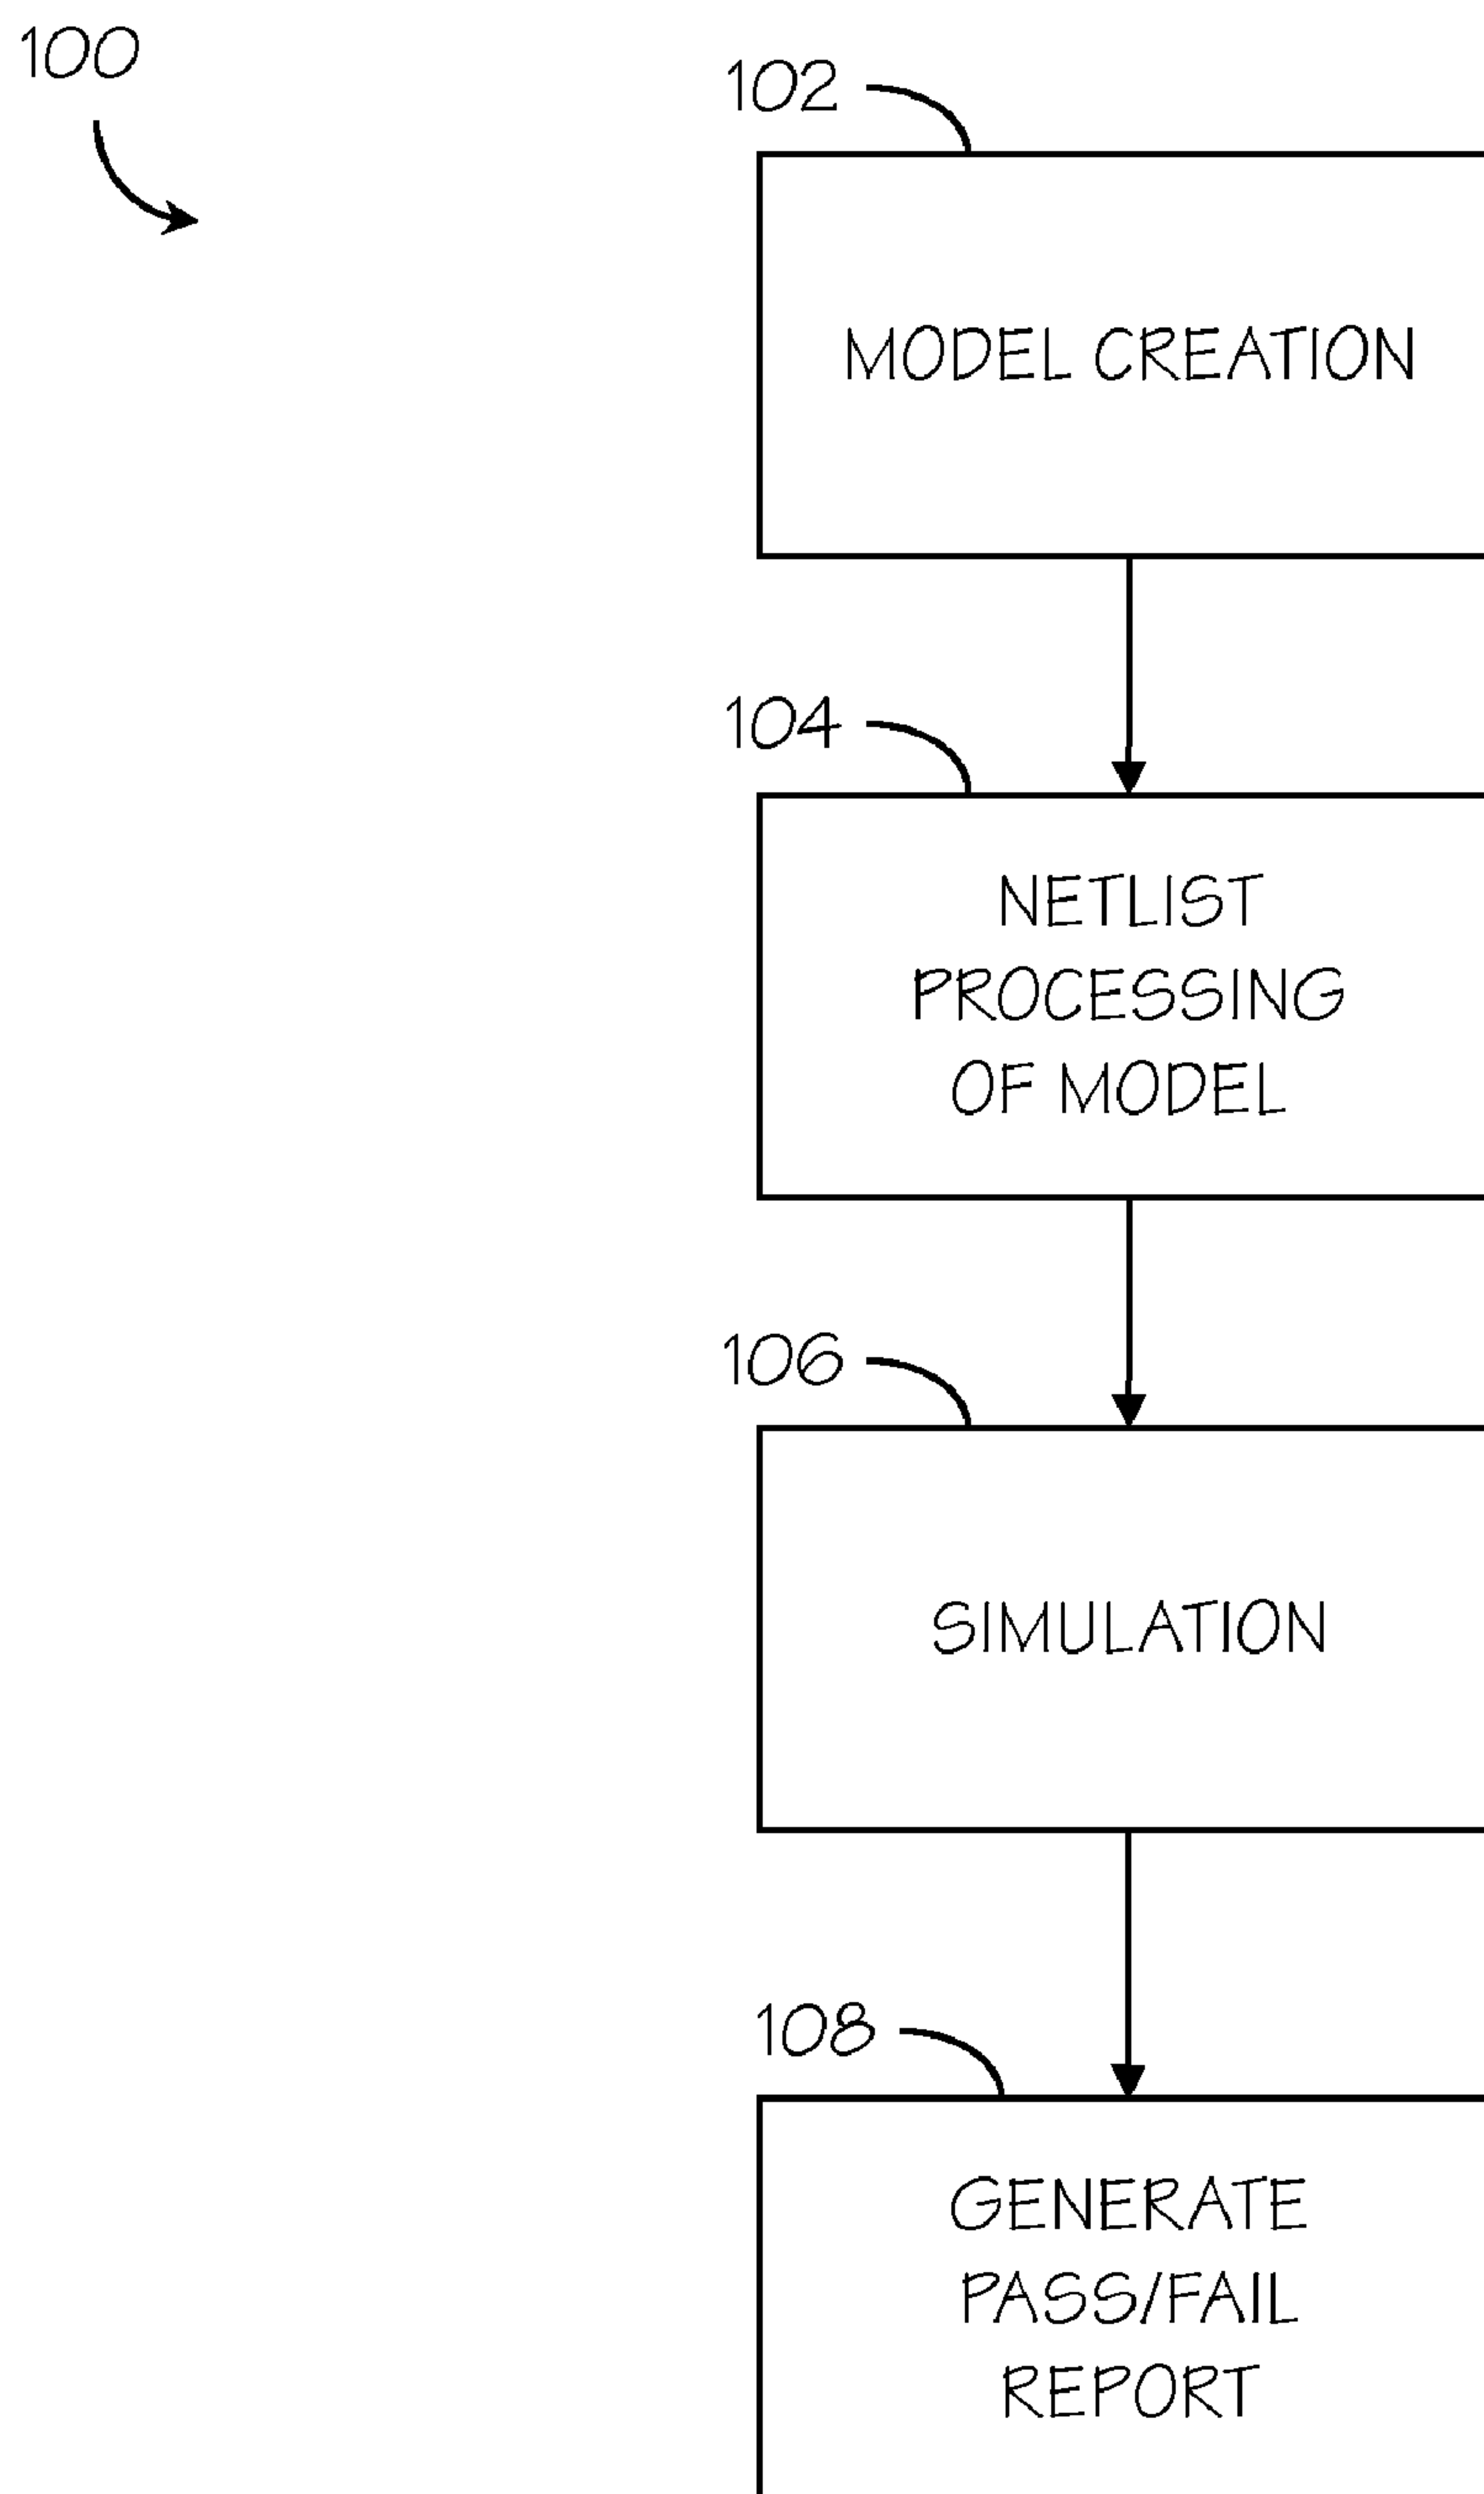 100
102
MODEL CREATION
104
NETLIST
PROCESSING
OF MODEL
106
SIMULATION
108
GENERATE
PASS/FAIL
REPORT